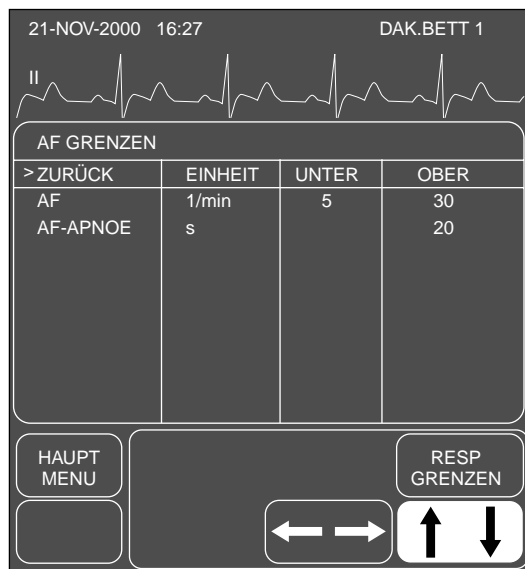 21-NOV-2000 16:27 DAK.BETT 1
II
AF GRENZEN
>ZURÜCK EINHEIT UNTER OBER
AF 1/min 5 30
AF-APNOE s 20
HAUPT
MENU
RESP
GRENZEN